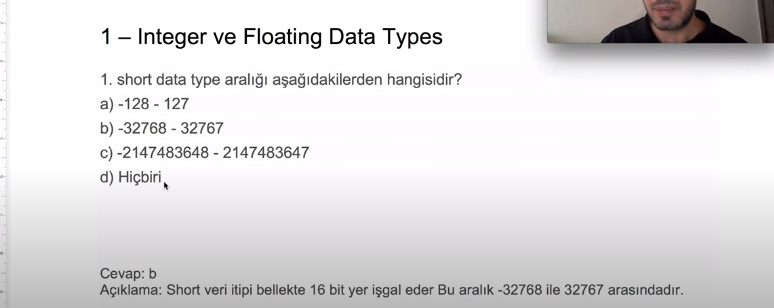 1 – Integer ve Floating Data Types
1. short data type aralığı aşağıdakilerden hangisidir?
a) -128 - 127
b) -32768 - 32767
c) -2147483648 - 2147483647
d) Hiçbiri
Cevap: b
Açıklama: Short veri itipi bellekte 16 bit yer işgal eder Bu aralık -32768 ile 32767 arasındadır.